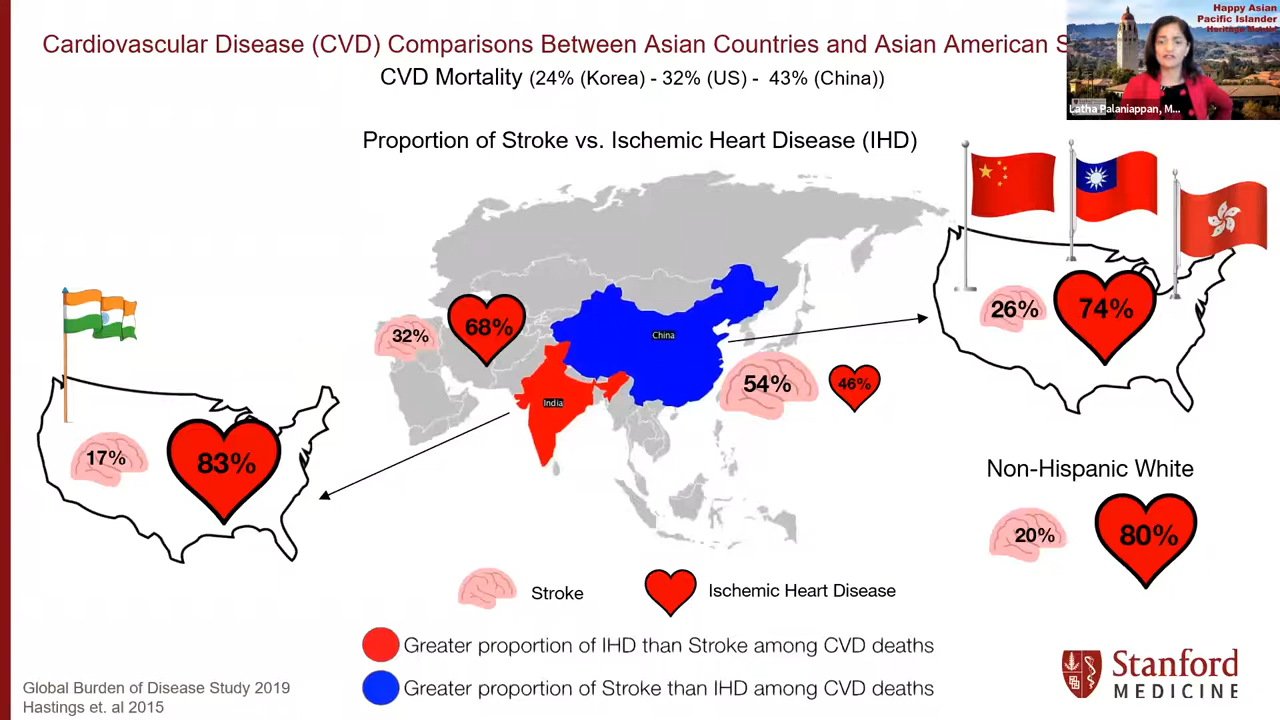 Happy Asian
Pacific Islander
Heritage Month
Cardiovascular Disease (CVD) Comparisons Between Asian Countries and Asian American S
CVD Mortality (24% (Korea) - 32% (US) - 43% (China))
Latha Palaniappan, M...
Proportion of Stroke vs. Ischemic Heart Disease (IHD)
32%
68%
China
54%
46%
India
26%
74%
17%
83%
Non-Hispanic White
20%
80%
Stroke
Ischemic Heart Disease
Greater proportion of IHD than Stroke among CVD deaths
Greater proportion of Stroke than IHD among CVD deaths
Global Burden of Disease Study 2019
Hastings et. al 2015
Stanford
MEDICINE